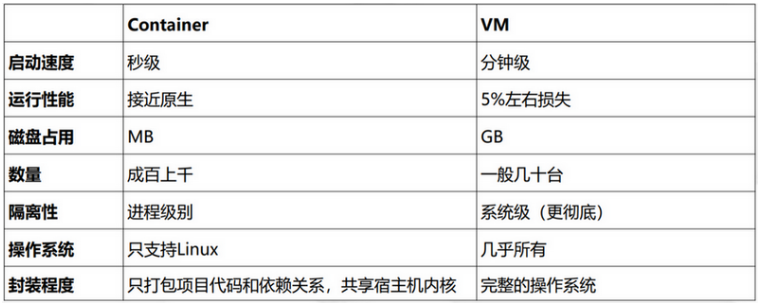 Container VM
启动速度 秒级 分钟级
运行性能 接近原生 5%左右损失
磁盘占用 MB GB
数量 成百上千 一般几十台
隔离性 进程级别 系统级（更彻底）
操作系统 只支持Linux 几乎所有
封装程度 只打包项目代码和依赖关系，共享宿主机内核 完整的操作系统